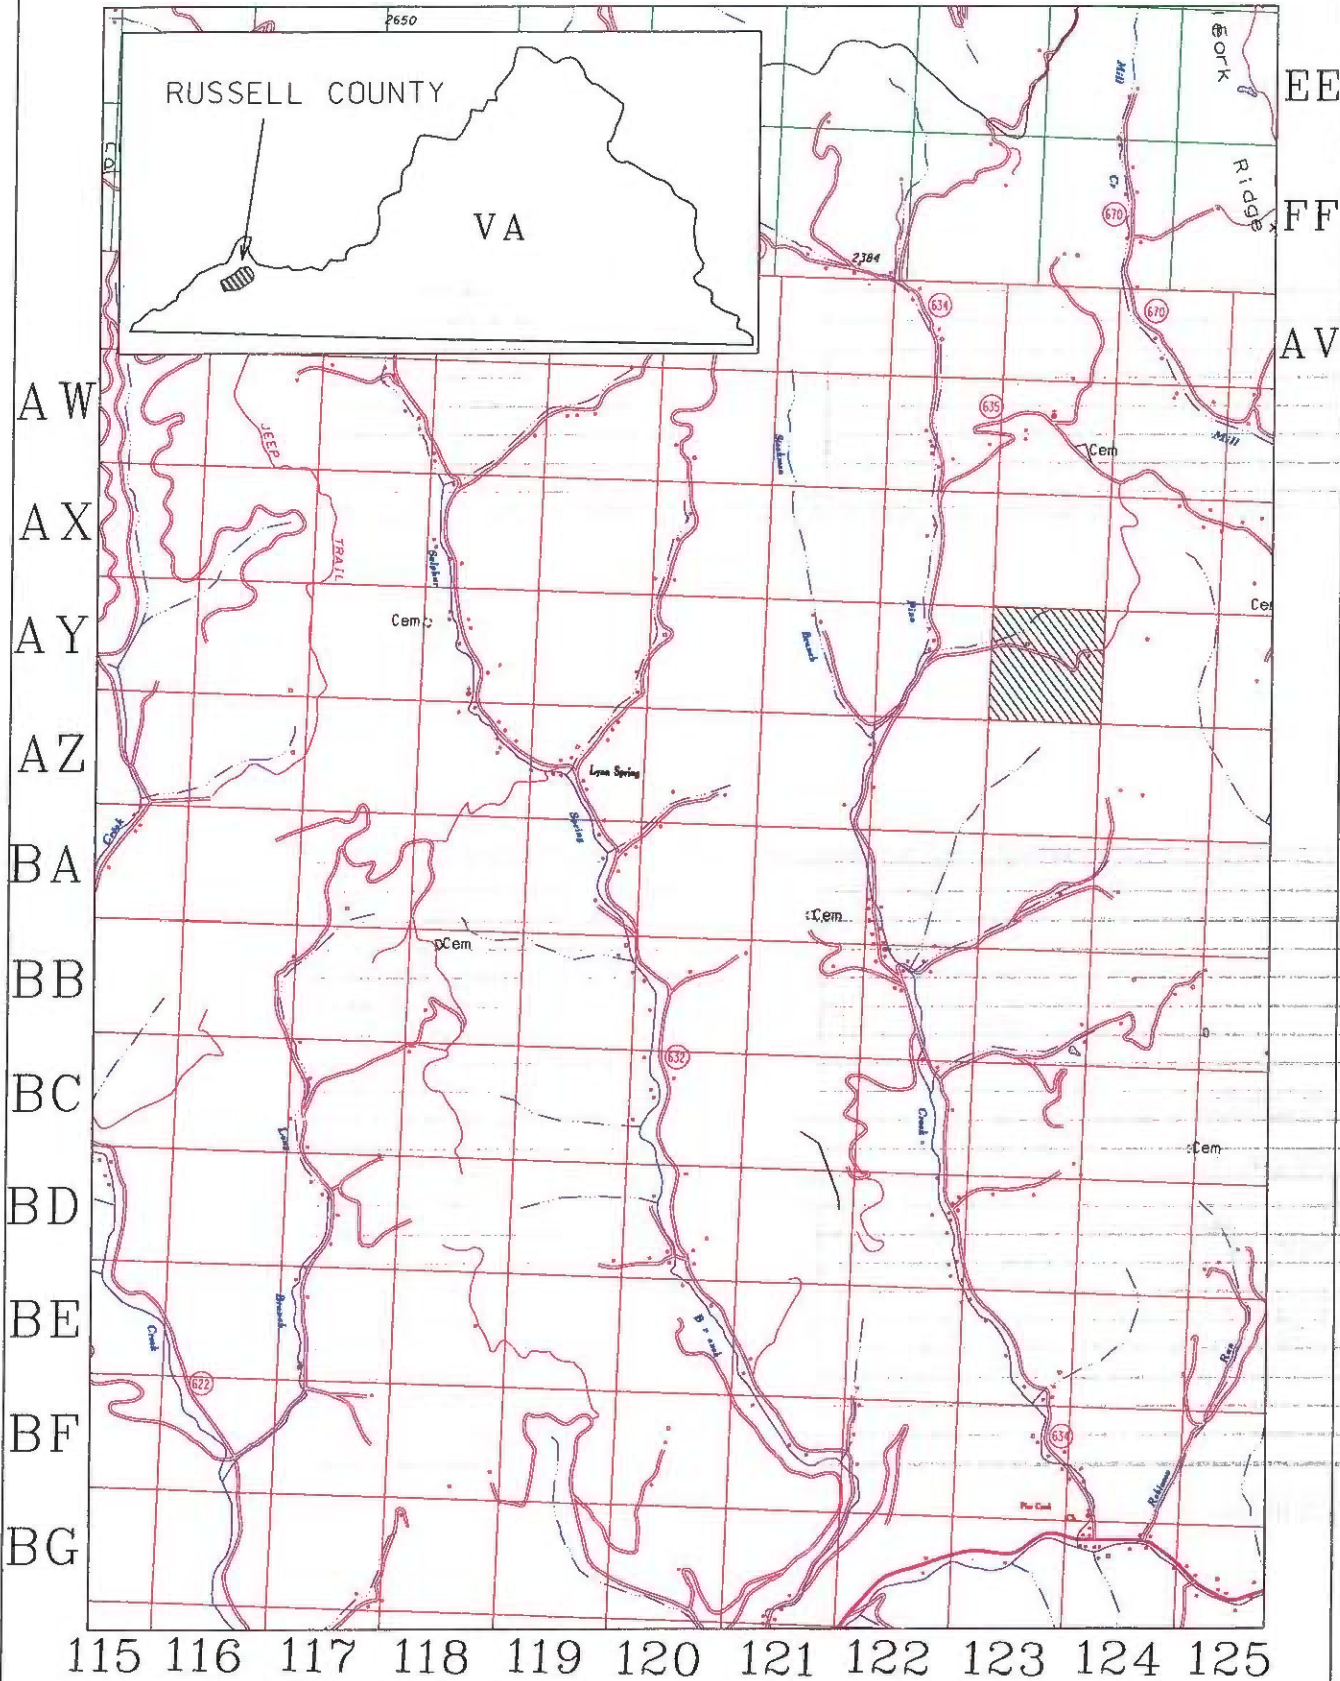 2650
RUSSELL COUNTY
VA
Fork
Ridge
Mill
Cr
EE
FF
AV
670
2384
634
670
635
AW
JEEP
TRAIL
Cem
Mill
AX
Sulphur
Pine
AY
Cem
Branch
AZ
Lynn Spring
Creek
Spring
BA
Cem
Cem
BB
632
BC
Creek
Cem
BD
Branch
Creek
BE
Branch
Run
622
BF
634
Robinson
BG
115 116 117 118 119 120 121 122 123 124 125